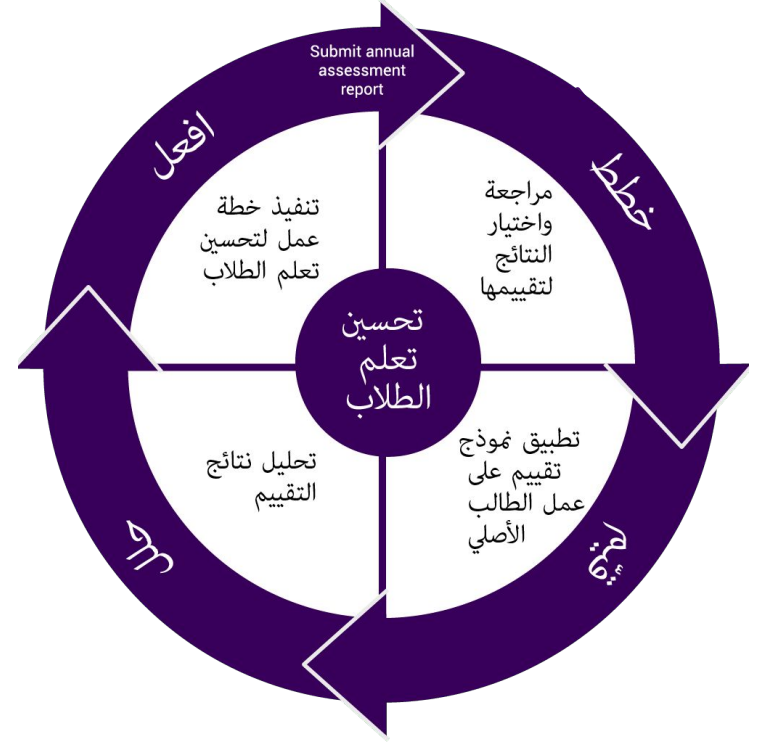 Submit annual
assessment
report
خطط
مراجعة
واختيار
النتائج
لتقييمها
قيّم
تطبيق نموذج
تقييم على
عمل الطالب
الأصلي
حلل
تحليل نتائج
التقييم
افعل
تنفيذ خطة
عمل لتحسين
تعلم الطلاب
تحسين
تعلم
الطلاب